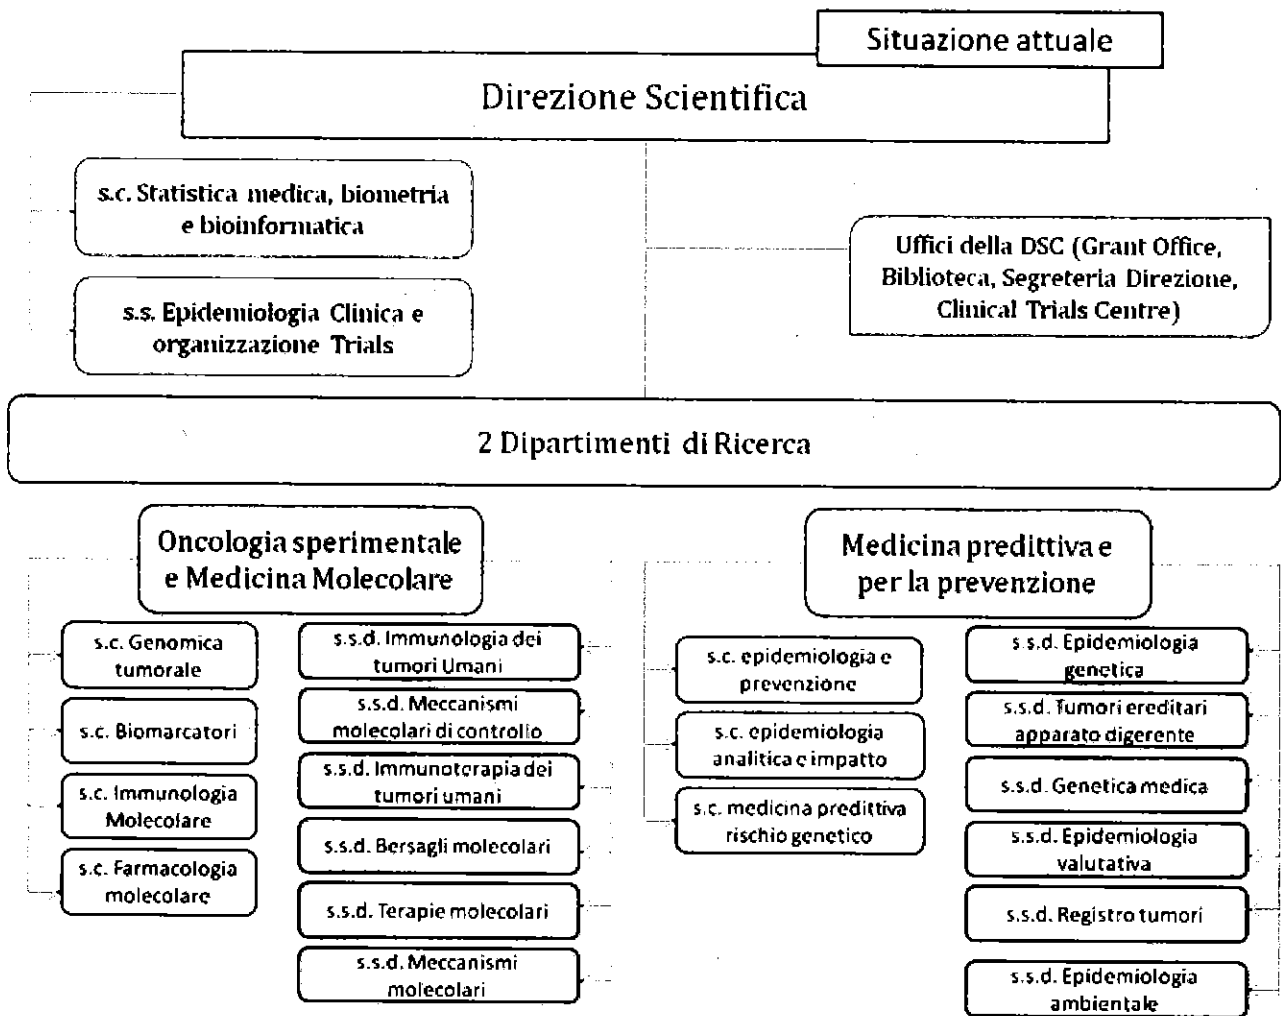 Situazione attuale
Direzione Scientifica
s.c. Statistica medica, biometria
e bioinformatica
s.s. Epidemiologia Clinica e
organizzazione Trials
Uffici della DSC (Grant Office,
Biblioteca, Segreteria Direzione,
Clinical Trials Centre)
2 Dipartimenti di Ricerca
Oncologia sperimentale
e Medicina Molecolare
s.c. Genomica
tumorale
s.c. Biomarcatori
s.c. Immunologia
Molecolare
s.c. Farmacologia
molecolare
s.s.d. Immunologia dei
tumori Umani
s.s.d. Meccanismi
molecolari di controllo
s.s.d. Immunoterapia dei
tumori umani
s.s.d. Bersagli molecolari
s.s.d. Terapie molecolari
s.s.d. Meccanismi
molecolari
Medicina predittiva e
per la prevenzione
s.c. epidemiologia e
prevenzione
s.c. epidemiologia
analitica e impatto
s.c. medicina predittiva
rischio genetico
s.s.d. Epidemiologia
genetica
s.s.d. Tumori ereditari
apparato digerente
s.s.d. Genetica medica
s.s.d. Epidemiologia
valutativa
s.s.d. Registro tumori
s.s.d. Epidemiologia
ambientale